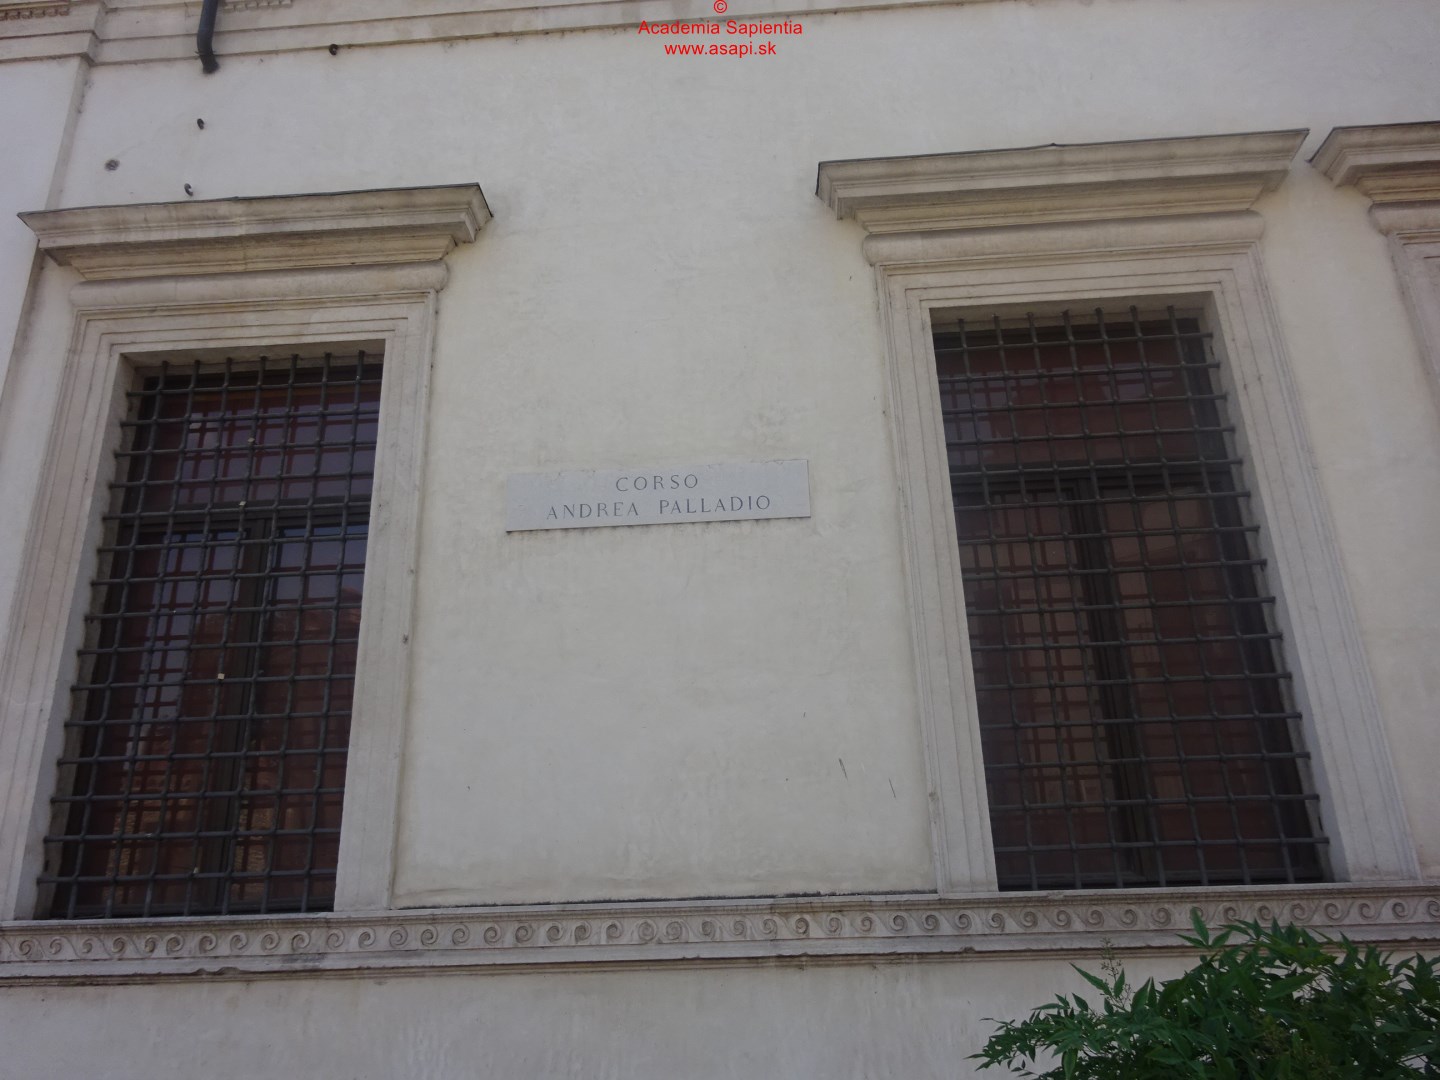 ©
Academia Sapientia
www.asapi.sk
CORSO
ANDREA PALLADIO